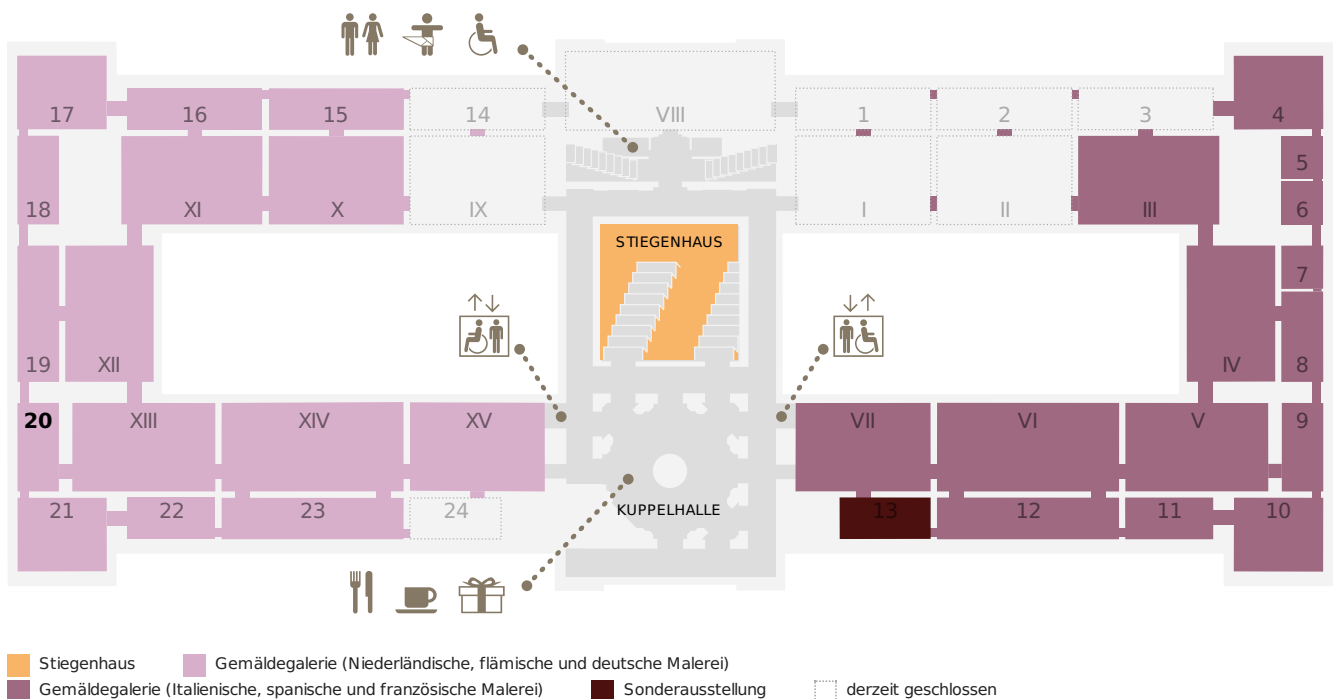 17 16 15 14 VIII 1 2 3 4
5
18 XI X IX I II III 6
STIEGENHAUS
7
19 XII IV 8
20 XIII XIV XV VII VI V 9
21 22 23 24 KUPPELHALLE 13 12 11 10
Stiegenhaus Gemäldegalerie (Niederländische, flämische und deutsche Malerei)
Gemäldegalerie (Italienische, spanische und französische Malerei) Sonderausstellung derzeit geschlossen